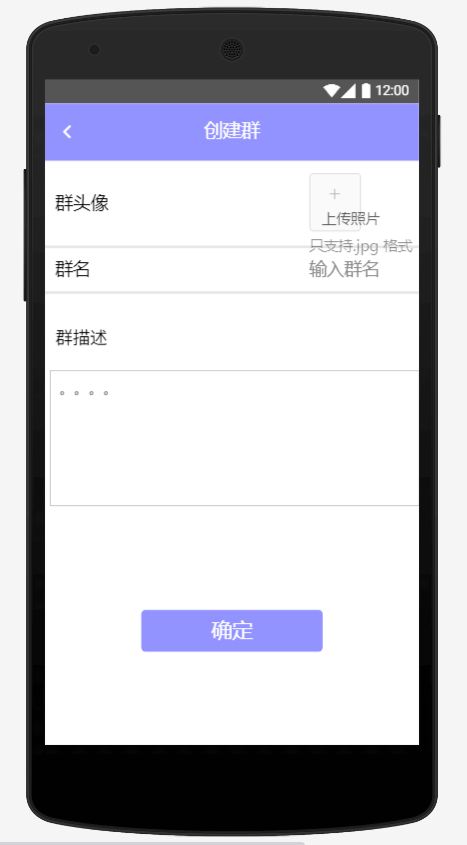 12:00
创建群
群头像
+
上传照片
只支持.jpg 格式
群名
输入群名
群描述
。。。。
确定